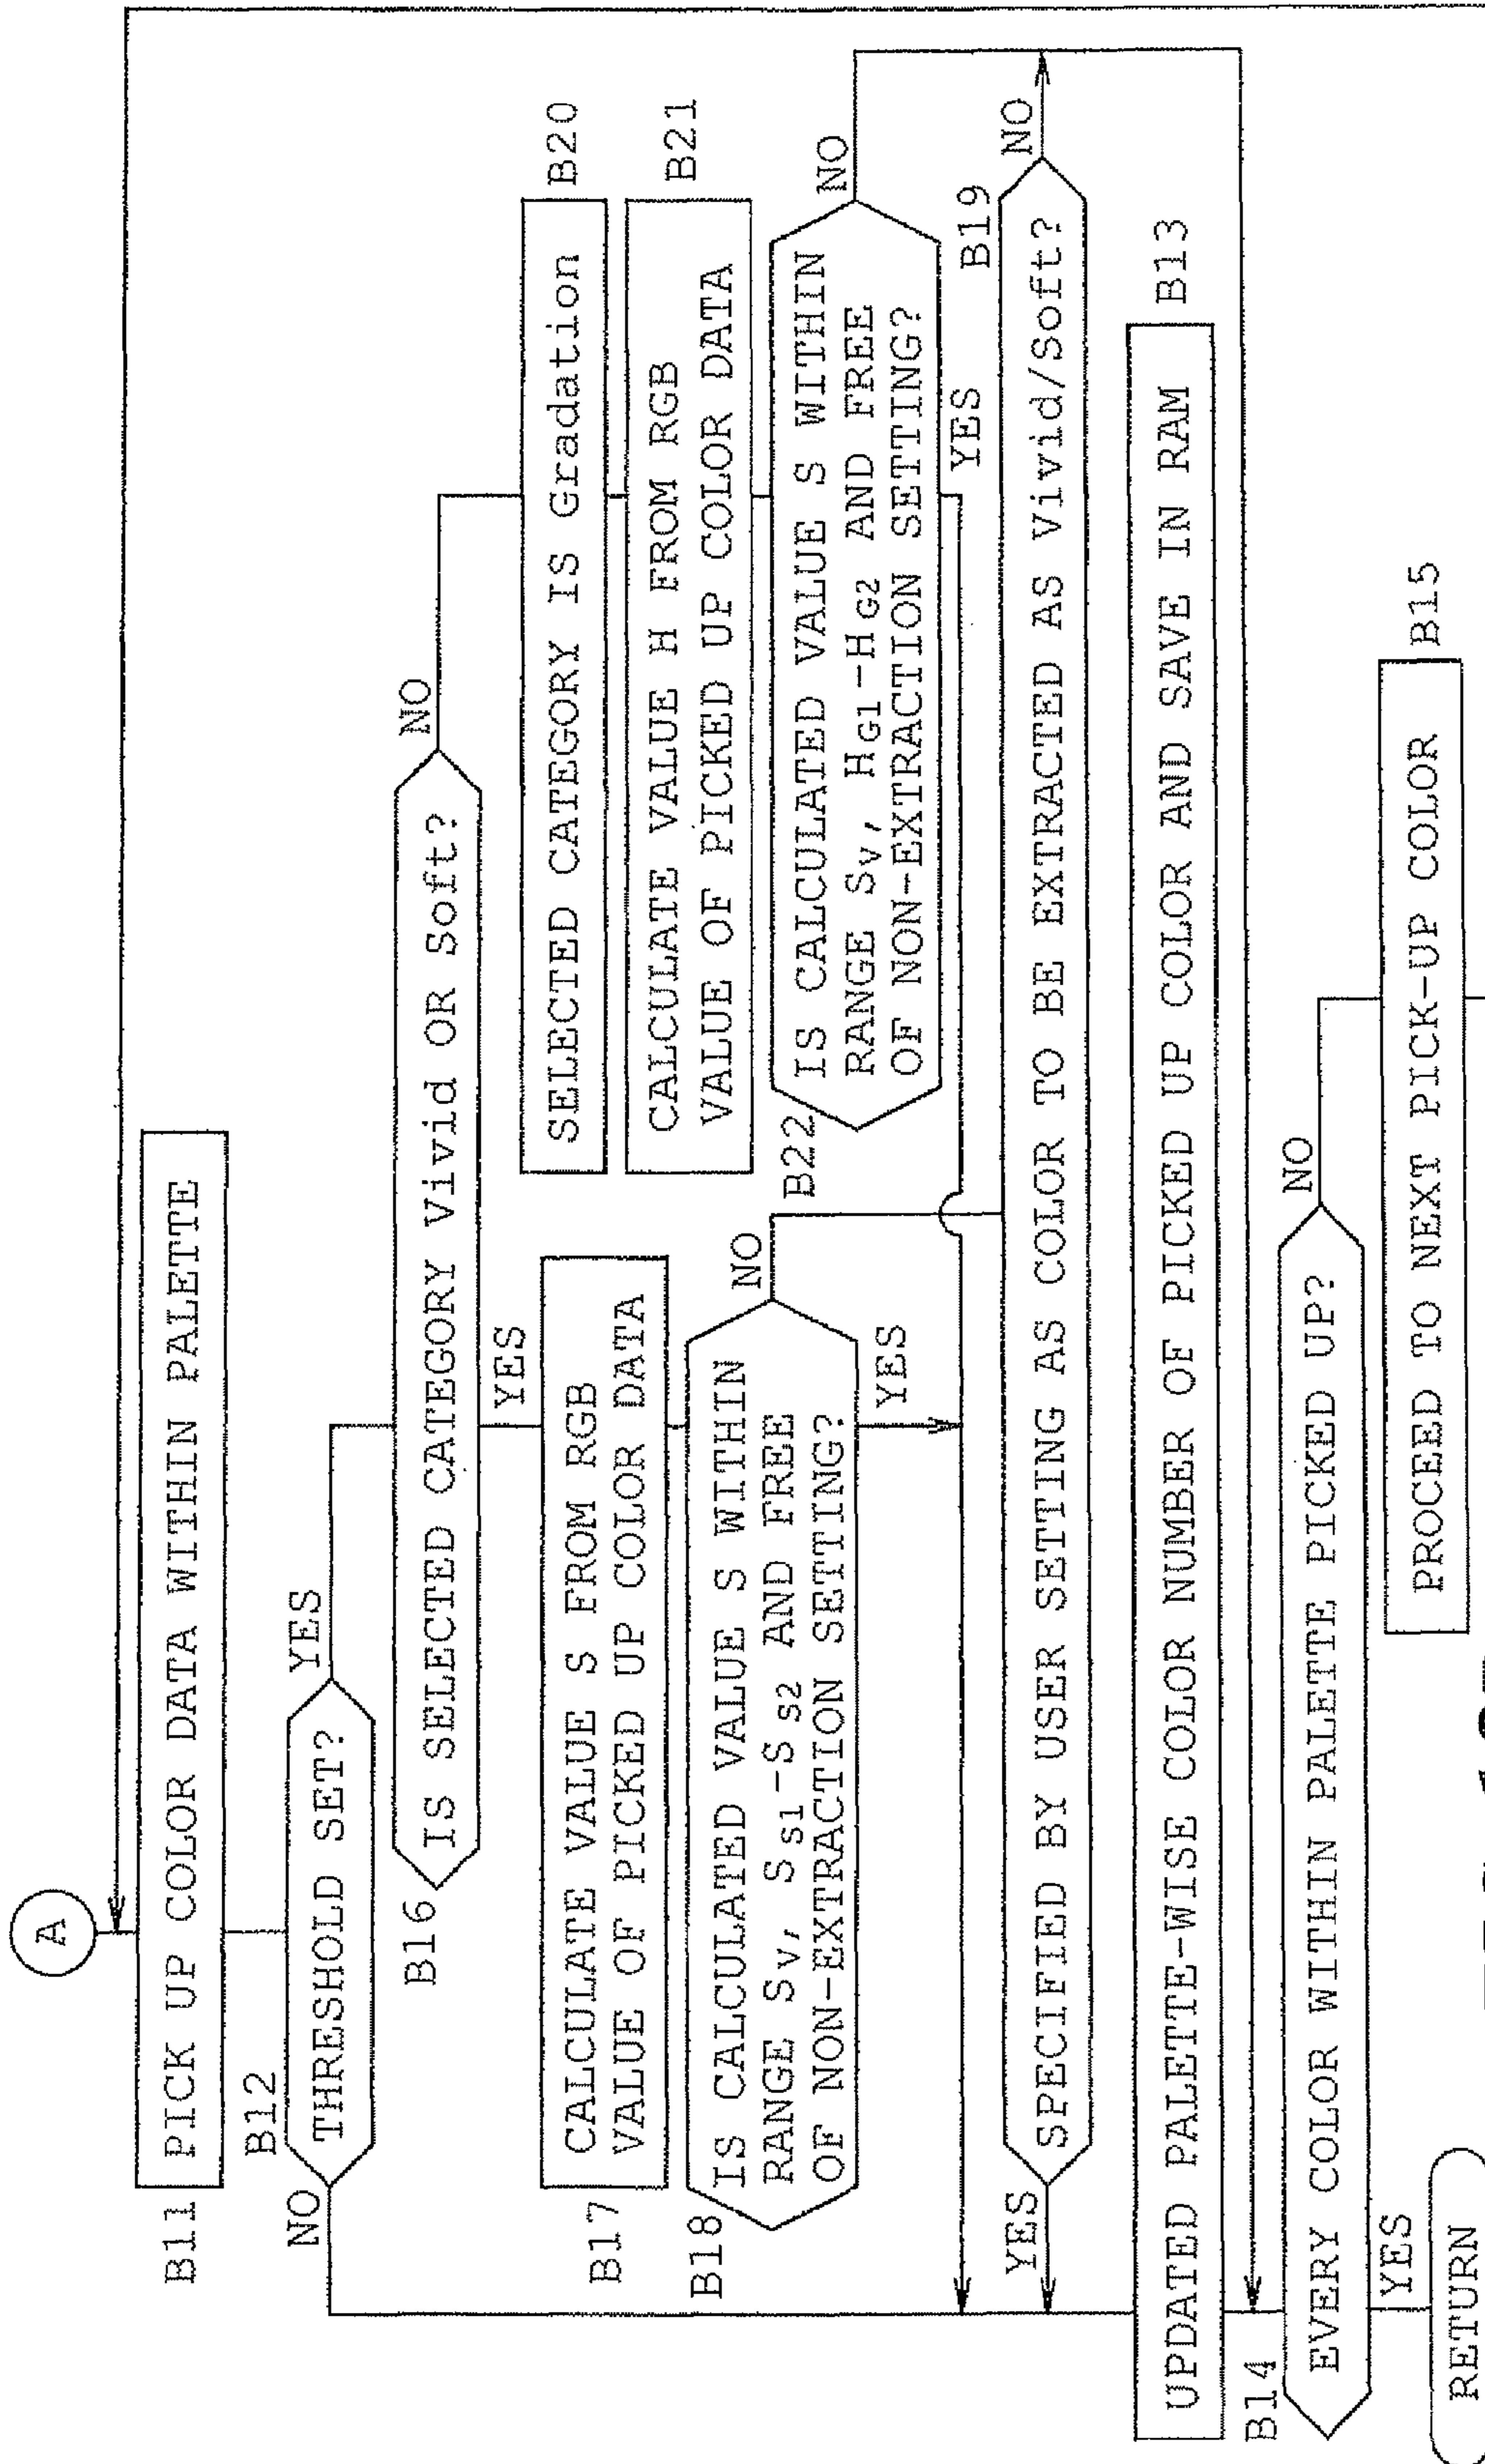 A
B11
PICK UP COLOR DATA WITHIN PALETTE
B12
THRESHOLD SET?
NO
YES
B16
IS SELECTED CATEGORY Vivid OR Soft?
NO
YES
B17
CALCULATE VALUE S FROM RGB
VALUE OF PICKED UP COLOR DATA
B18
IS CALCULATED VALUE S WITHIN
RANGE SV, SS1-SS2 AND FREE
OF NON-EXTRACTION SETTING?
NO
YES
SELECTED CATEGORY IS Gradation
B20
CALCULATE VALUE H FROM RGB
VALUE OF PICKED UP COLOR DATA
B21
B22
IS CALCULATED VALUE S WITHIN
RANGE SV, HG1-HG2 AND FREE
OF NON-EXTRACTION SETTING?
NO
YES
B19
SPECIFIED BY USER SETTING AS COLOR TO BE EXTRACTED AS Vivid/Soft?
NO
YES
UPDATED PALETTE-WISE COLOR NUMBER OF PICKED UP COLOR AND SAVE IN RAM
B13
B14
EVERY COLOR WITHIN PALETTE PICKED UP?
NO
YES
PROCEED TO NEXT PICK-UP COLOR
B15
RETURN